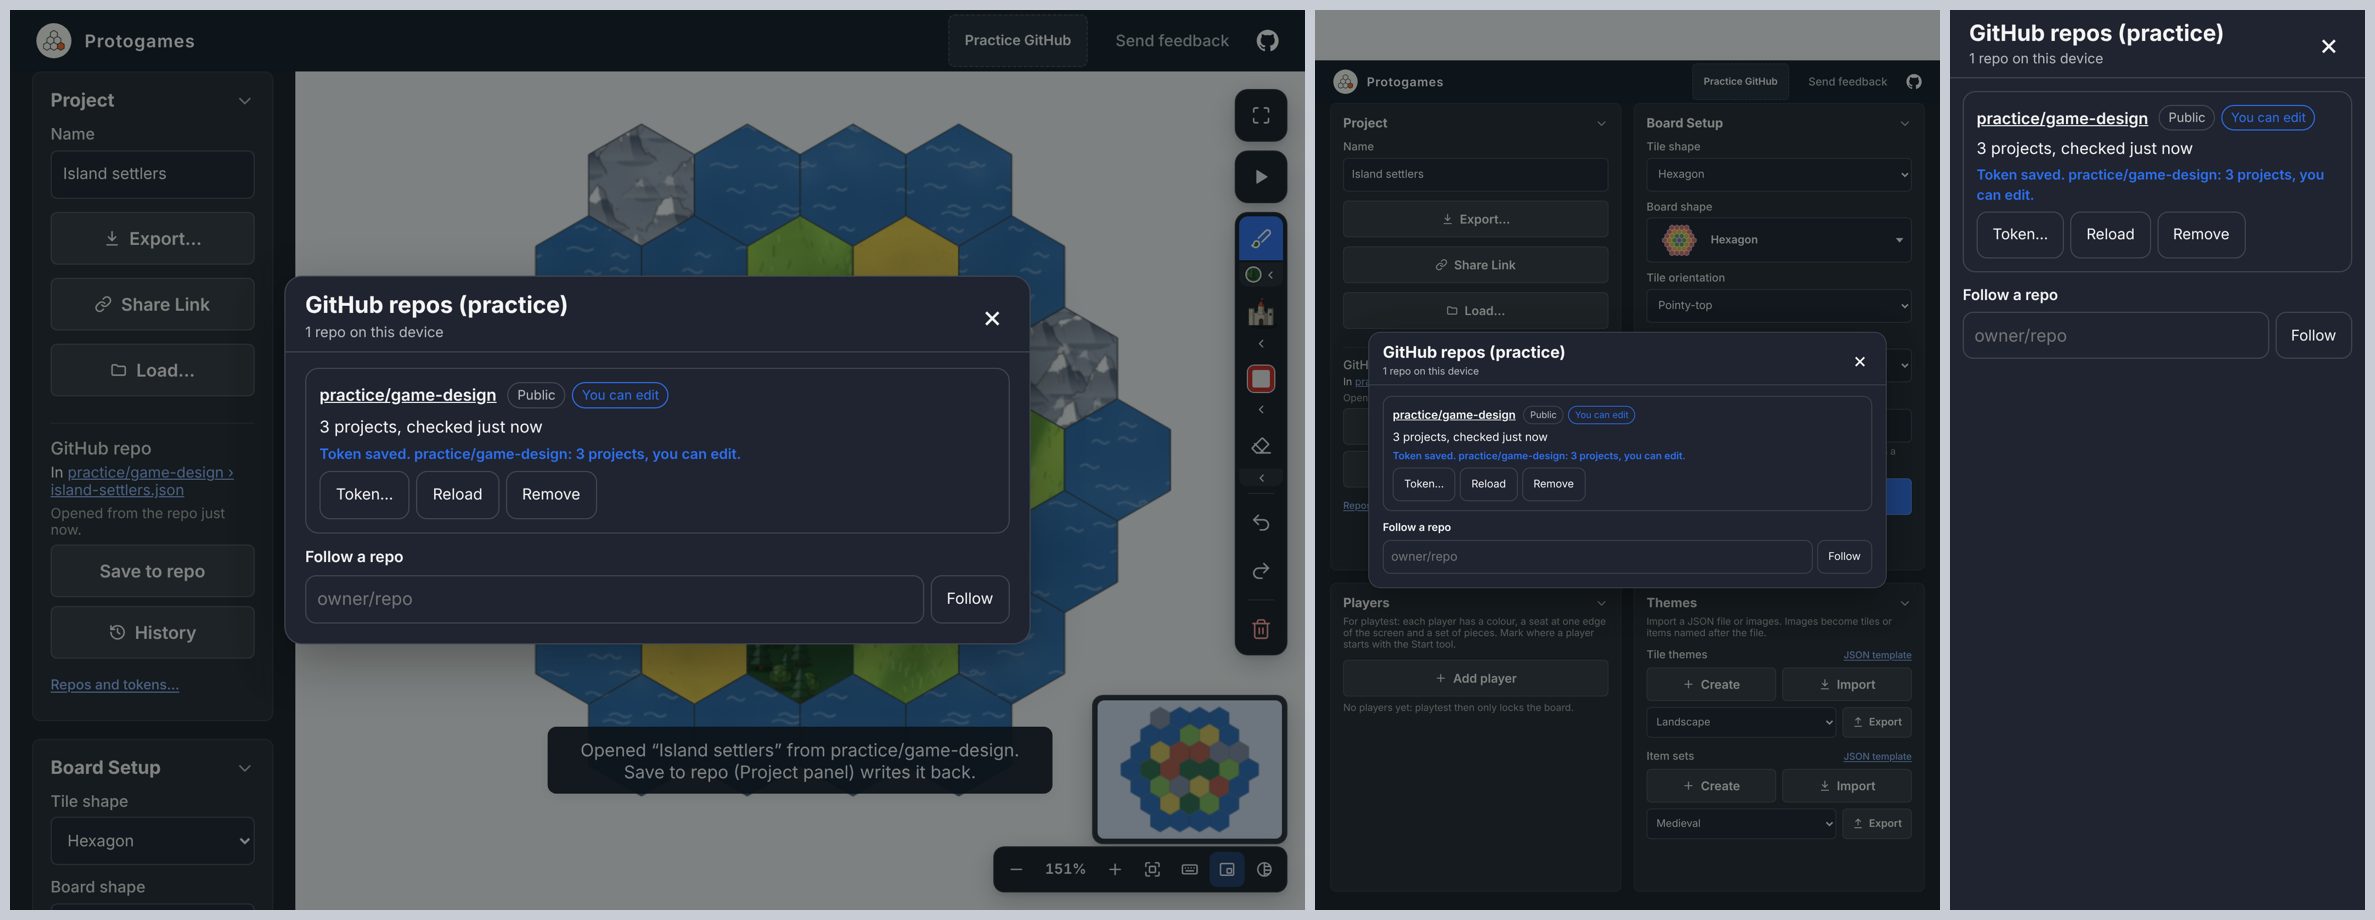 Protogames
Practice GitHub
Send feedback
Project
Name
Island settlers
Export...
Share Link
Load...
GitHub repo
In practice/game-design ›
island-settlers.json
Opened from the repo just
now.
Save to repo
History
Repos and tokens...
Board Setup
Tile shape
Hexagon
Board shape
GitHub repos (practice)
1 repo on this device
practice/game-design
Public
You can edit
3 projects, checked just now
Token saved. practice/game-design: 3 projects, you can edit.
Token...
Reload
Remove
Follow a repo
owner/repo
Follow
Opened “Island settlers” from practice/game-design.
Save to repo (Project panel) writes it back.
151%
Protogames
Practice GitHub
Send feedback
Project
Name
Island settlers
Export...
Share Link
Load...
Board Setup
Tile shape
Hexagon
Board shape
Hexagon
Tile orientation
Pointy-top
GitHub repos (practice)
1 repo on this device
practice/game-design
Public
You can edit
3 projects, checked just now
Token saved. practice/game-design: 3 projects, you can edit.
Token...
Reload
Remove
Follow a repo
owner/repo
Follow
Players
For playtest: each player has a colour, a seat at one edge
of the screen and a set of pieces. Mark where a player
starts with the Start tool.
Add player
No players yet: playtest then only locks the board.
Themes
Import a JSON file or images. Images become tiles or
items named after the file.
Tile themes
JSON template
Create
Import
Landscape
Export
Item sets
JSON template
Create
Import
Medieval
Export
GitHub repos (practice)
1 repo on this device
practice/game-design
Public
You can edit
3 projects, checked just now
Token saved. practice/game-design: 3 projects, you
can edit.
Token...
Reload
Remove
Follow a repo
owner/repo
Follow